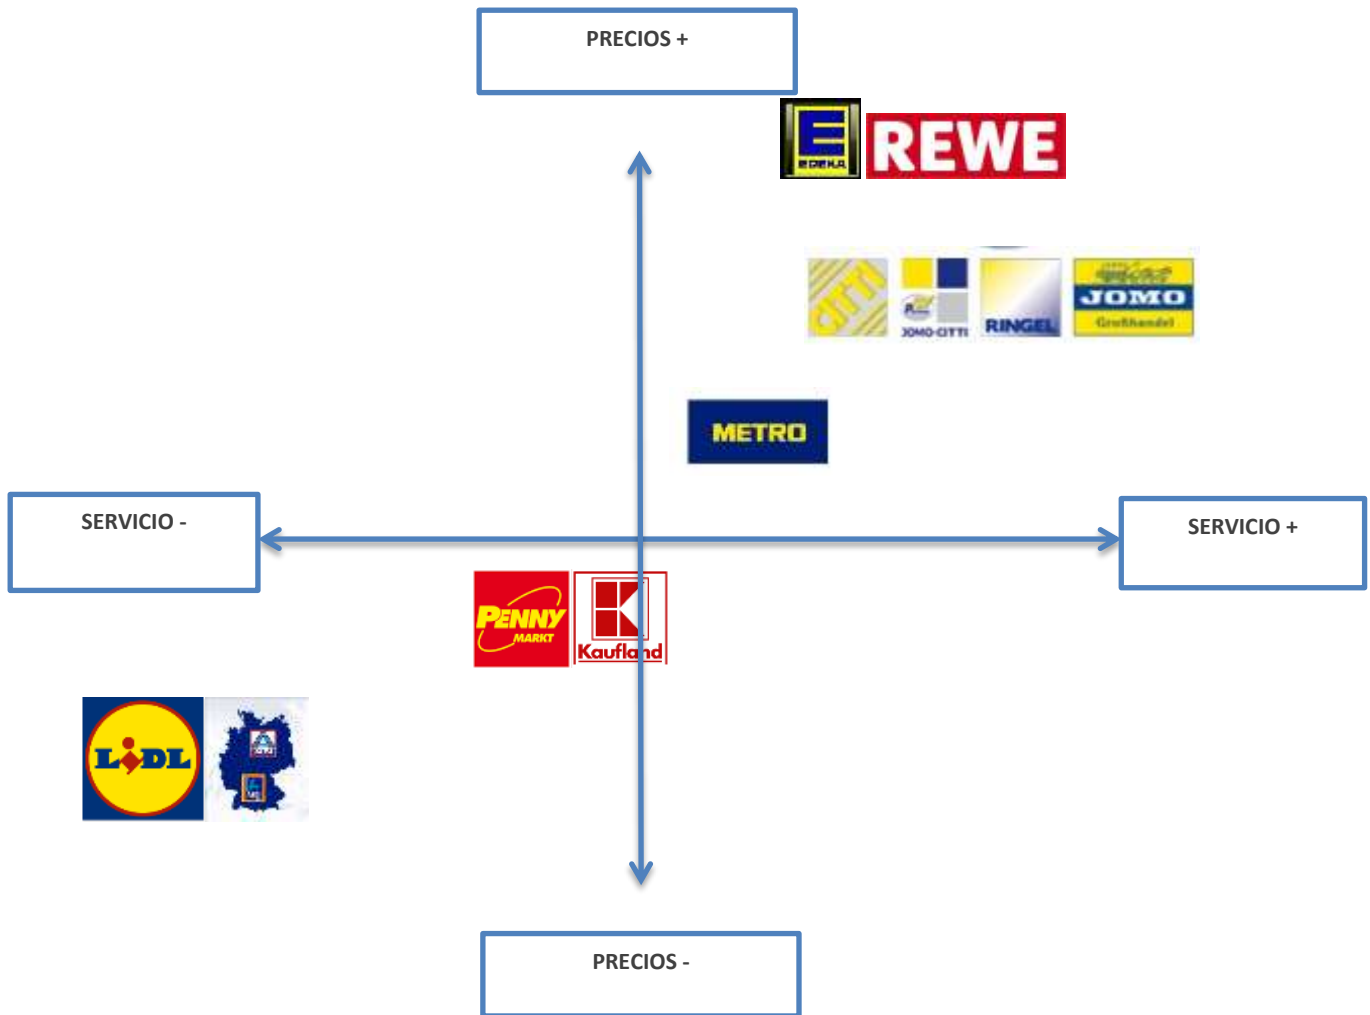 PRECIOS +
EDEKA
REWE
CITTI
JOMO-CITTI
RINGEL
JOMO
Großhandel
METRO
SERVICIO -
SERVICIO +
PENNY
MARKT
Kaufland
LIDL
PRECIOS -